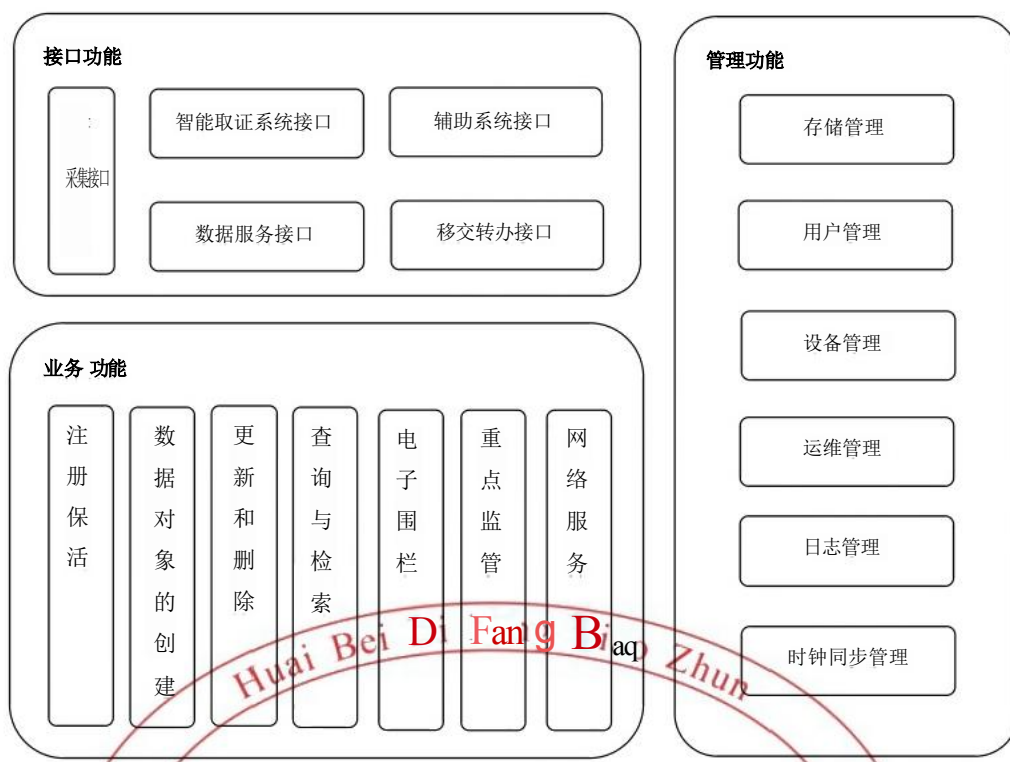 接口功能
采集接口
智能取证系统接口
辅助系统接口
数据服务接口
移交转办接口
业务 功能
注册保活
数据对象的创建
更新和删除
查询与检索
电子围栏
重点监管
网络服务
管理功能
存储管理
用户管理
设备管理
运维管理
日志管理
时钟同步管理
Huai Bei Di Fang Biao Zhun